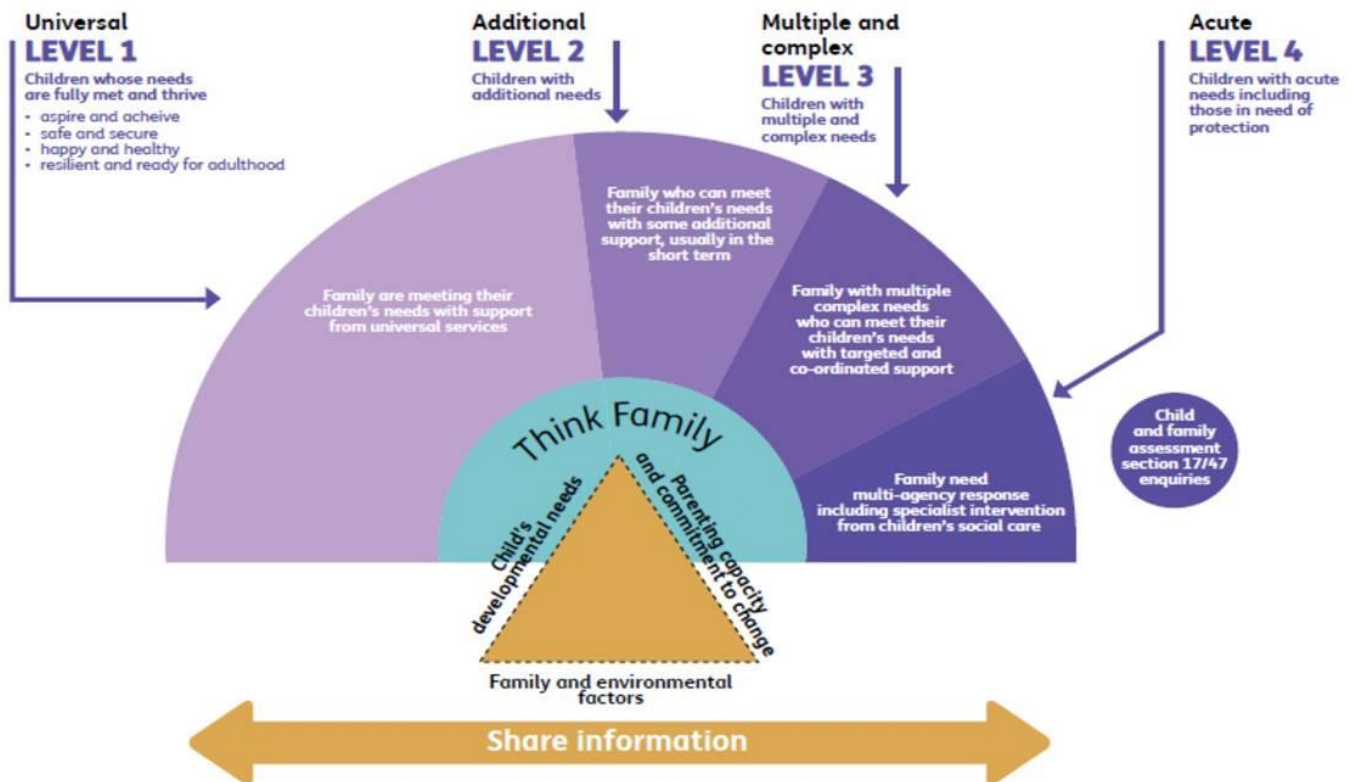 Universal
LEVEL 1
Children whose needs
are fully met and thrive
• aspire and acheive
• safe and secure
• happy and healthy
• resilient and ready for adulthood
Additional
LEVEL 2
Children with
additional needs
Multiple and
complex
LEVEL 3
Children with
multiple and
complex needs
Acute
LEVEL 4
Children with acute
needs including
those in need of
protection
Family are meeting their
children's needs with support
from universal services
Family who can meet
their children's needs
with some additional
support, usually in the
short term
Family with multiple
complex needs
who can meet their
children's needs
with targeted and
co-ordinated support
Family need
multi-agency response
including specialist intervention
from children's social care
Child
and family
assessment
section 17/47
enquiries
Think Family
Child's
developmental needs
Parenting capacity
and commitment to change
Family and environmental
factors
Share information